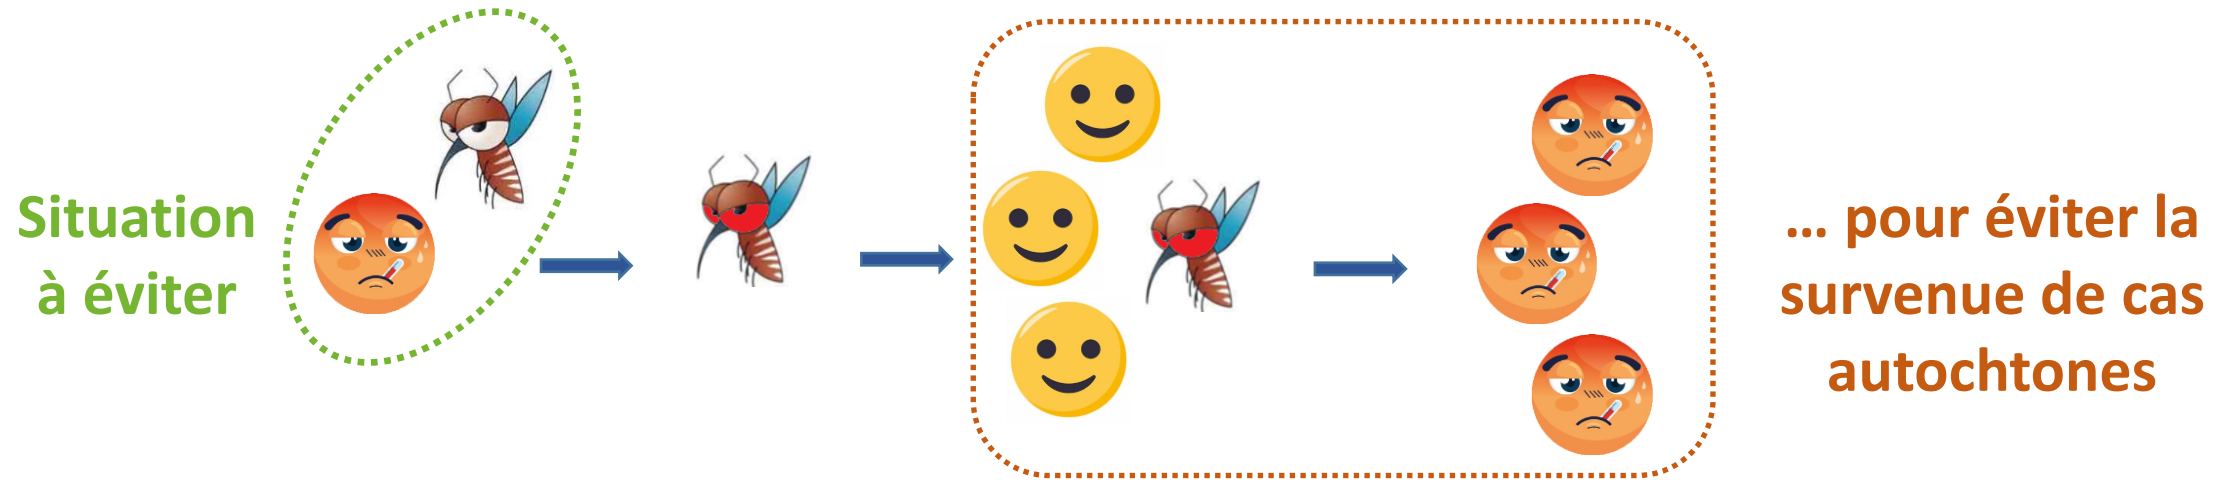 Situation
à éviter
... pour éviter la
survenue de cas
autochtones